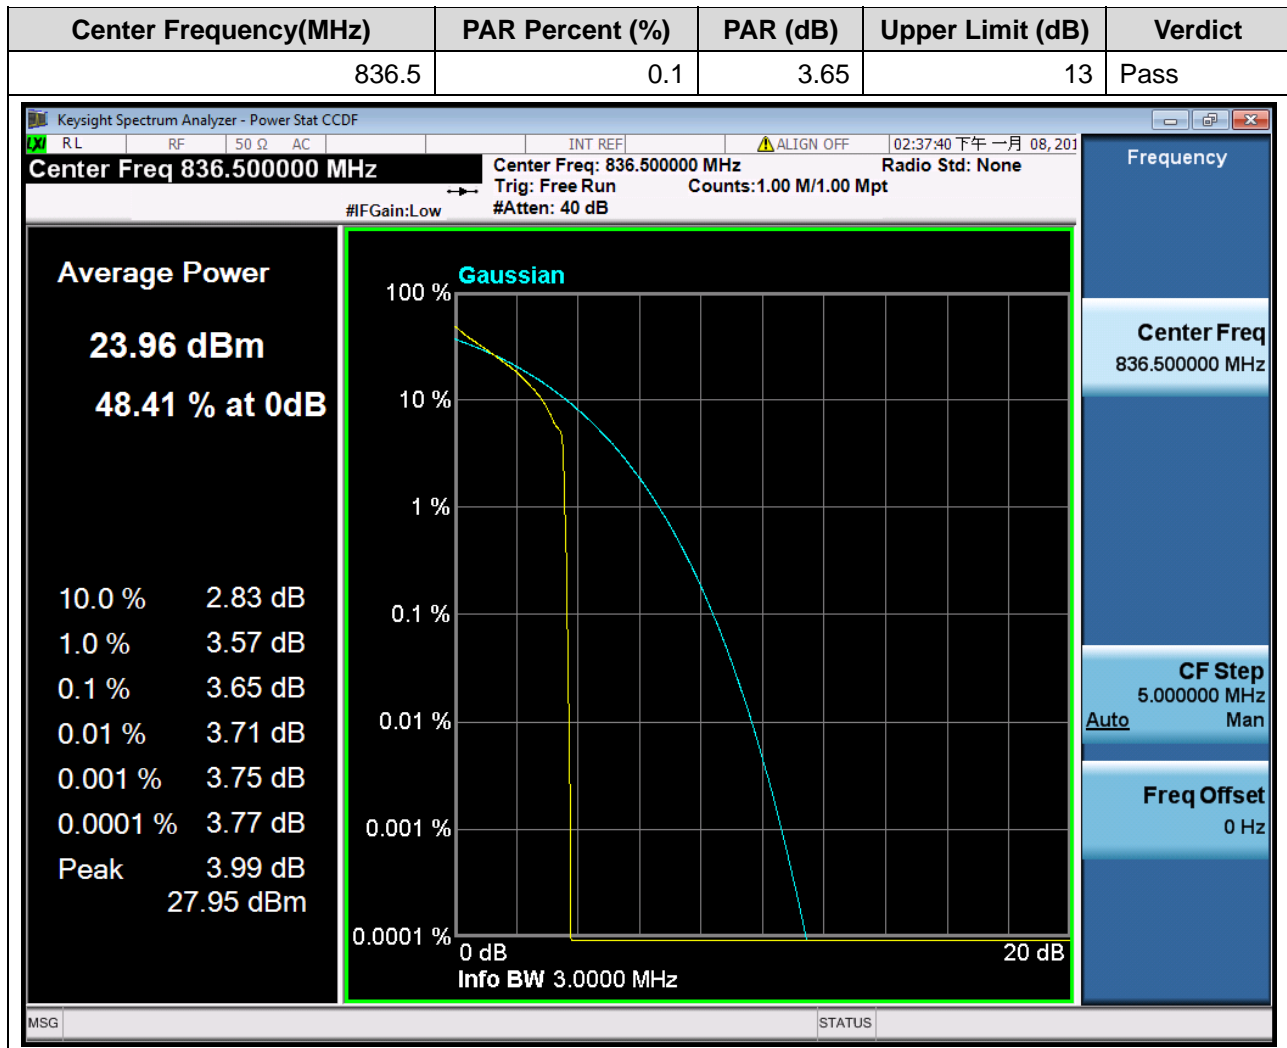 Center Frequency(MHz) PAR Percent (%) PAR (dB) Upper Limit (dB) Verdict
836.5 0.1 3.65 13 Pass
Keysight Spectrum Analyzer - Power Stat CCDF
LXI RL RF 50 Ω AC INT REF ALIGN OFF 02:37:40 下午 一月 08, 201
Center Freq 836.500000 MHz
Center Freq: 836.500000 MHz Radio Std: None
Trig: Free Run Counts:1.00 M/1.00 Mpt
#IFGain:Low #Atten: 40 dB
Average Power
23.96 dBm
48.41 % at 0dB
10.0 % 2.83 dB
1.0 % 3.57 dB
0.1 % 3.65 dB
0.01 % 3.71 dB
0.001 % 3.75 dB
0.0001 % 3.77 dB
Peak 3.99 dB
27.95 dBm
Gaussian
100 %
10 %
1 %
0.1 %
0.01 %
0.001 %
0.0001 %
0 dB 20 dB
Info BW 3.0000 MHz
Frequency
Center Freq
836.500000 MHz
CF Step
5.000000 MHz
Auto Man
Freq Offset
0 Hz
MSG STATUS